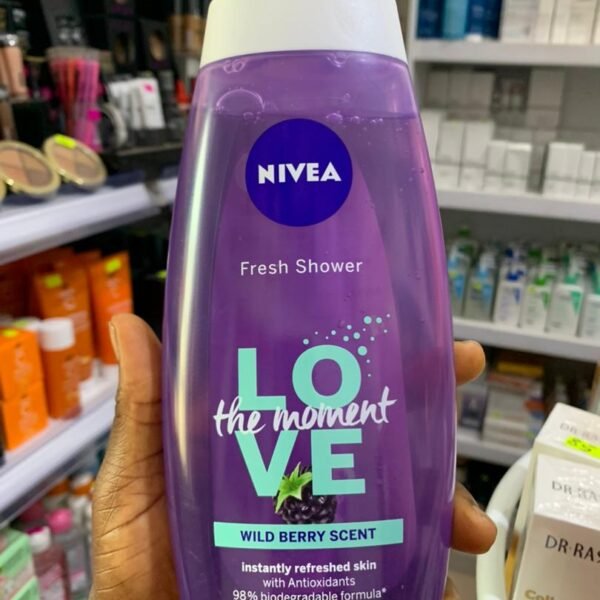 NIVEA
Fresh Shower
LO
the moment
VE
WILD BERRY SCENT
instantly refreshed skin
with Antioxidants
98% biodegradable formula*
DR·RAS